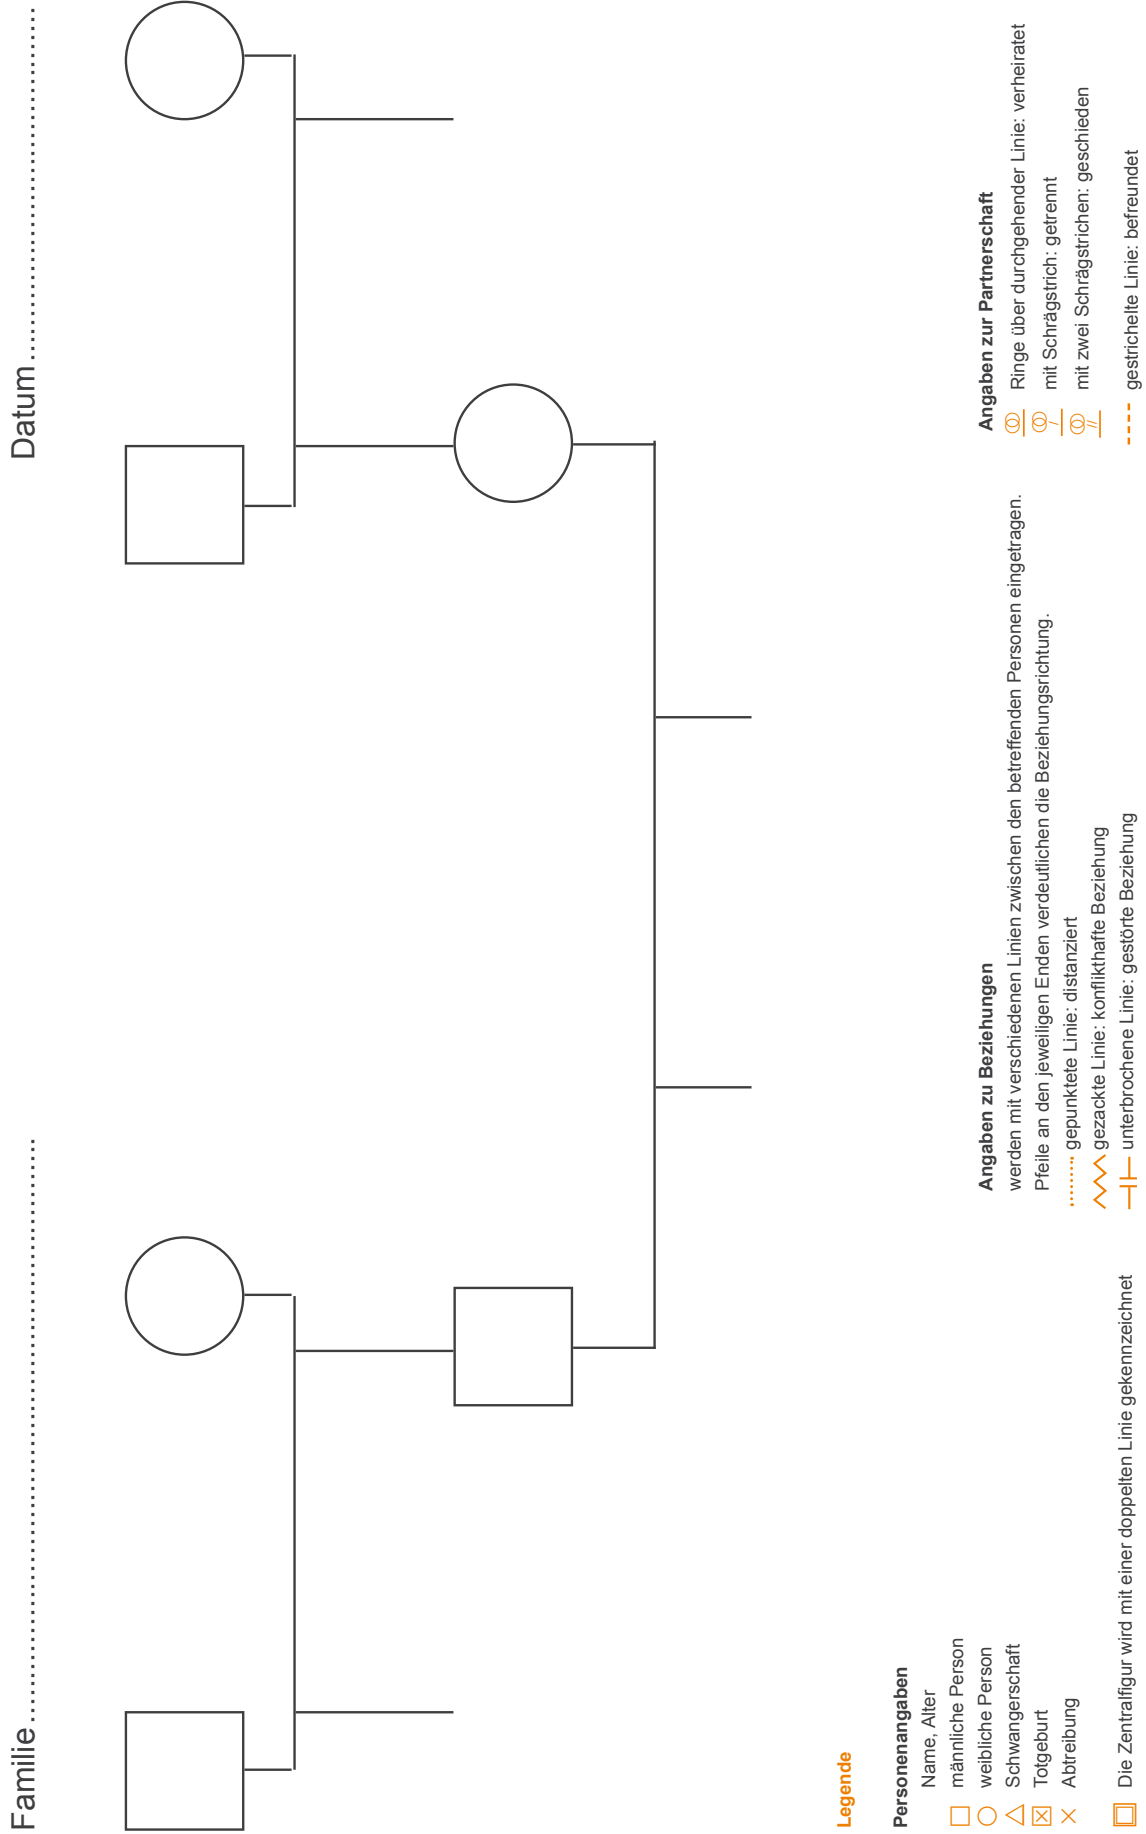 Familie
Datum
Legende
Personenangaben
Name, Alter
männliche Person
weibliche Person
Schwangerschaft
Totgeburt
Abtreibung
Die Zentralfigur wird mit einer doppelten Linie gekennzeichnet
Angaben zu Beziehungen
werden mit verschiedenen Linien zwischen den betreffenden Personen eingetragen.
Pfeile an den jeweiligen Enden verdeutlichen die Beziehungsrichtung.
gepunktete Linie: distanziert
gezackte Linie: konflikthafte Beziehung
unterbrochene Linie: gestörte Beziehung
Angaben zur Partnerschaft
Ringe über durchgehender Linie: verheiratet
mit Schrägstrich: getrennt
mit zwei Schrägstrichen: geschieden
gestrichelte Linie: befreundet